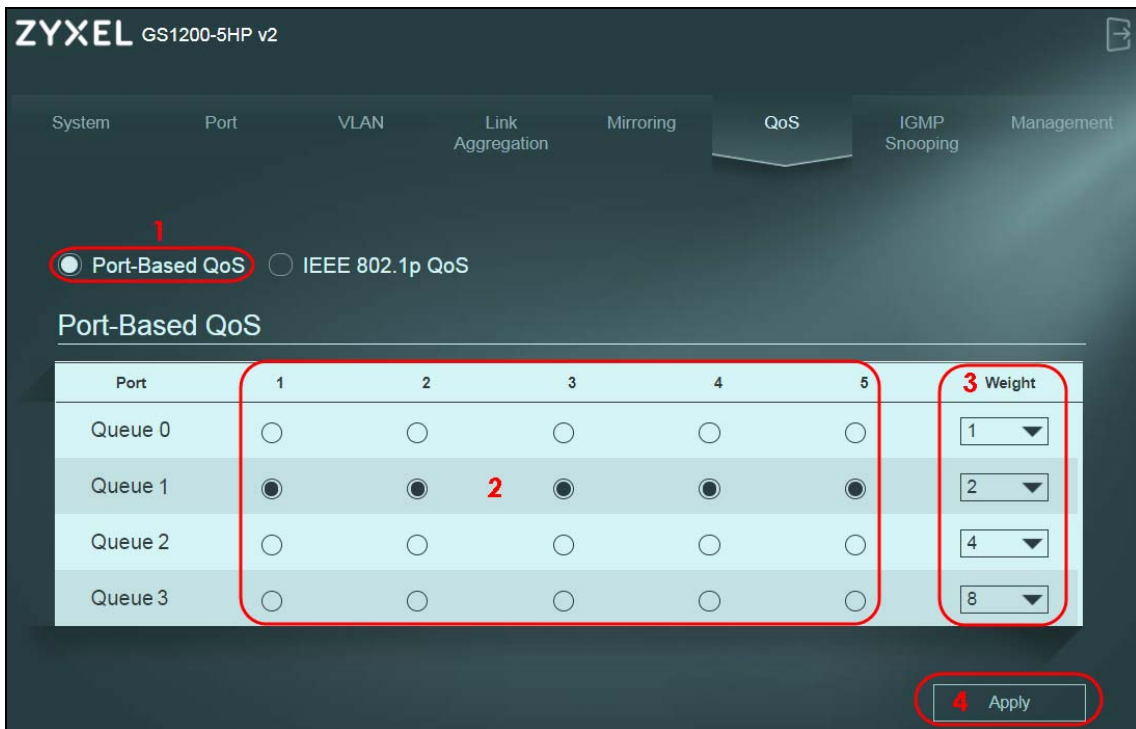 ZYXEL GS1200-5HP v2
System Port VLAN Link Aggregation Mirroring QoS IGMP Snooping Management
1
Port-Based QoS IEEE 802.1p QoS
Port-Based QoS
Port 1 2 3 4 5 3 Weight
Queue 0 1
Queue 1 2 2
Queue 2 4
Queue 3 8
4 Apply